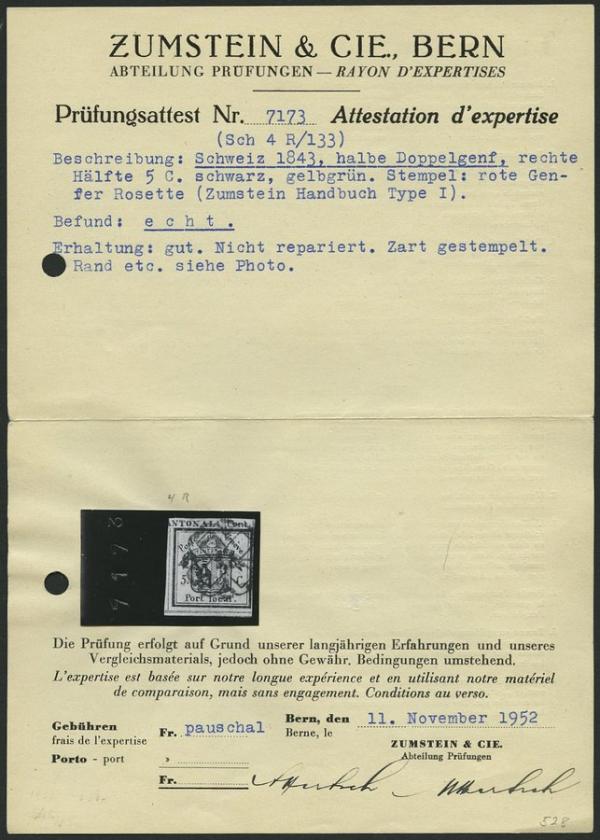 ZUMSTEIN & CIE., BERN
ABTEILUNG PRÜFUNGEN — RAYON D'EXPERTISES
Prüfungsattest Nr. 7173 Attestation d'expertise
(Sch 4 R/133)
Beschreibung: Schweiz 1843, halbe Doppelgenf, rechte
Hälfte 5 C. schwarz, gelbgrün. Stempel: rote Gen-
fer Rosette (Zumstein Handbuch Type I).
Befund: e c h t .
Erhaltung: gut. Nicht repariert. Zart gestempelt.
Rand etc. siehe Photo.
4 R
NTONALE
Port local.
Die Prüfung erfolgt auf Grund unserer langjährigen Erfahrungen und unseres
Vergleichsmaterials, jedoch ohne Gewähr. Bedingungen umstehend.
L'expertise est basée sur notre longue expérience et en utilisant notre matériel
de comparaison, mais sans engagement. Conditions au verso.
Gebühren Fr. pauschal Bern, den 11. November 1952
frais de l'expertise Berne, le
Porto - port » ZUMSTEIN & CIE.
Abteilung Prüfungen
Fr.
528